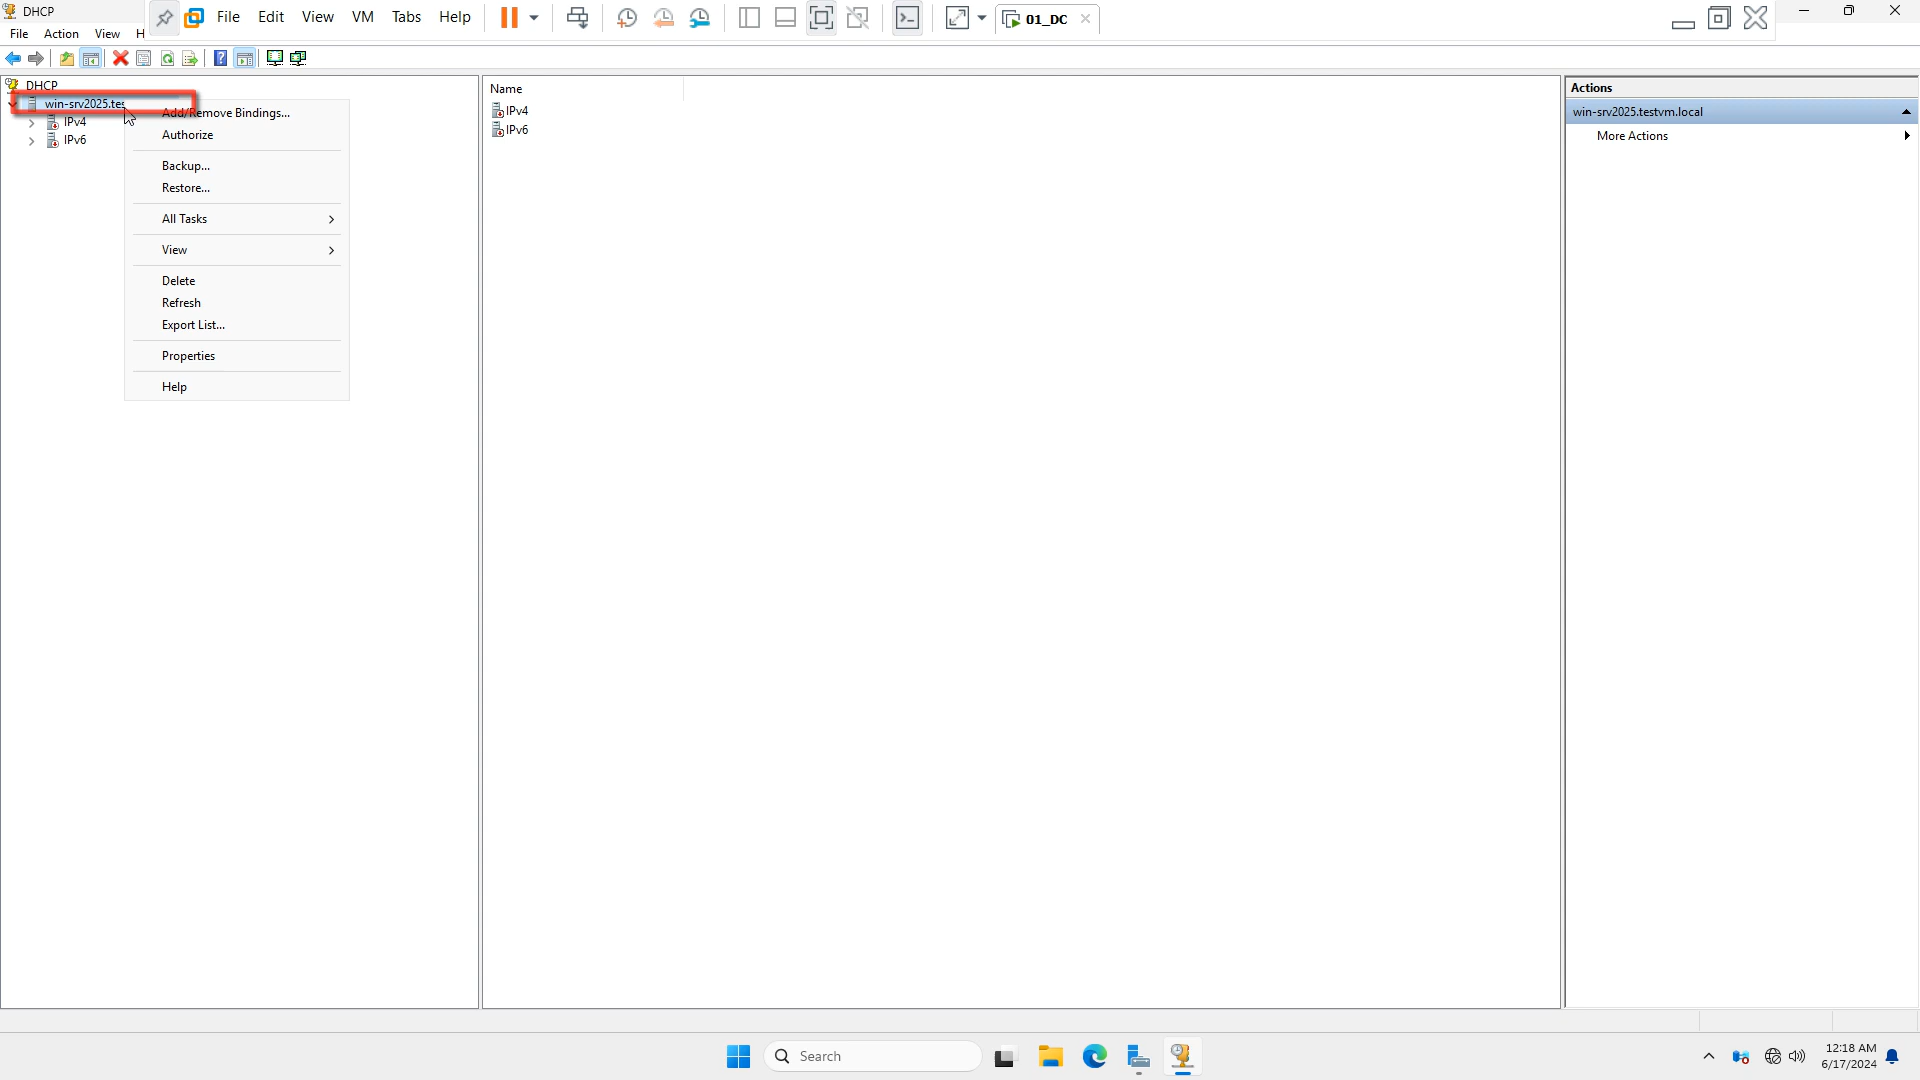 DHCP
File Edit View VM Tabs Help
01_DC
File Action View H
DHCP
win-srv2025.tes
IPv4
IPv6
Add/Remove Bindings...
Authorize
Backup...
Restore...
All Tasks
View
Delete
Refresh
Export List...
Properties
Help
Name
IPv4
IPv6
Actions
win-srv2025.testvm.local
More Actions
Search
12:18 AM
6/17/2024